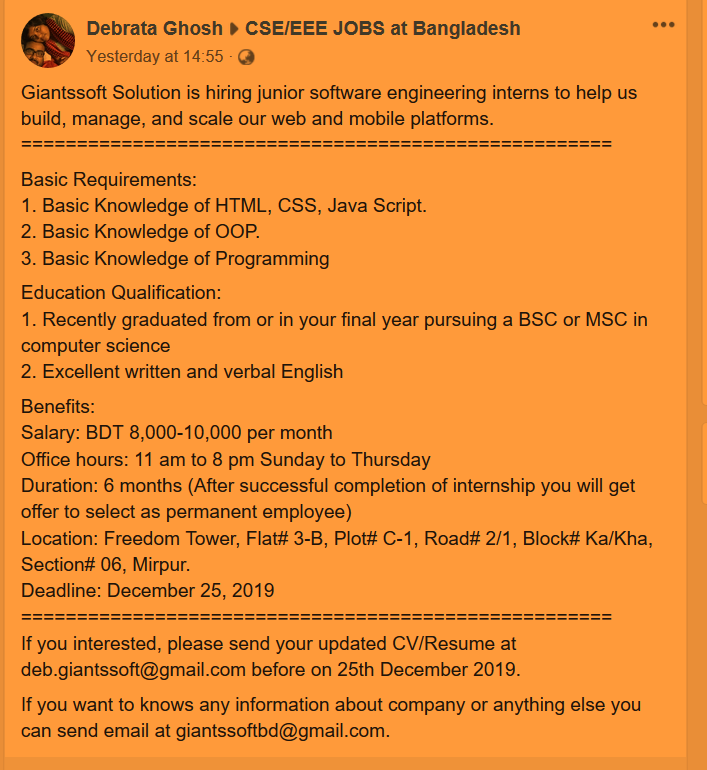 Debrata Ghosh ▸ CSE/EEE JOBS at Bangladesh
Yesterday at 14:55 ·
Giantssoft Solution is hiring junior software engineering interns to help us
build, manage, and scale our web and mobile platforms.
=====================================================
Basic Requirements:
1. Basic Knowledge of HTML, CSS, Java Script.
2. Basic Knowledge of OOP.
3. Basic Knowledge of Programming
Education Qualification:
1. Recently graduated from or in your final year pursuing a BSC or MSC in
computer science
2. Excellent written and verbal English
Benefits:
Salary: BDT 8,000-10,000 per month
Office hours: 11 am to 8 pm Sunday to Thursday
Duration: 6 months (After successful completion of internship you will get
offer to select as permanent employee)
Location: Freedom Tower, Flat# 3-B, Plot# C-1, Road# 2/1, Block# Ka/Kha,
Section# 06, Mirpur.
Deadline: December 25, 2019
=====================================================
If you interested, please send your updated CV/Resume at
deb.giantssoft@gmail.com before on 25th December 2019.
If you want to knows any information about company or anything else you
can send email at giantssoftbd@gmail.com.